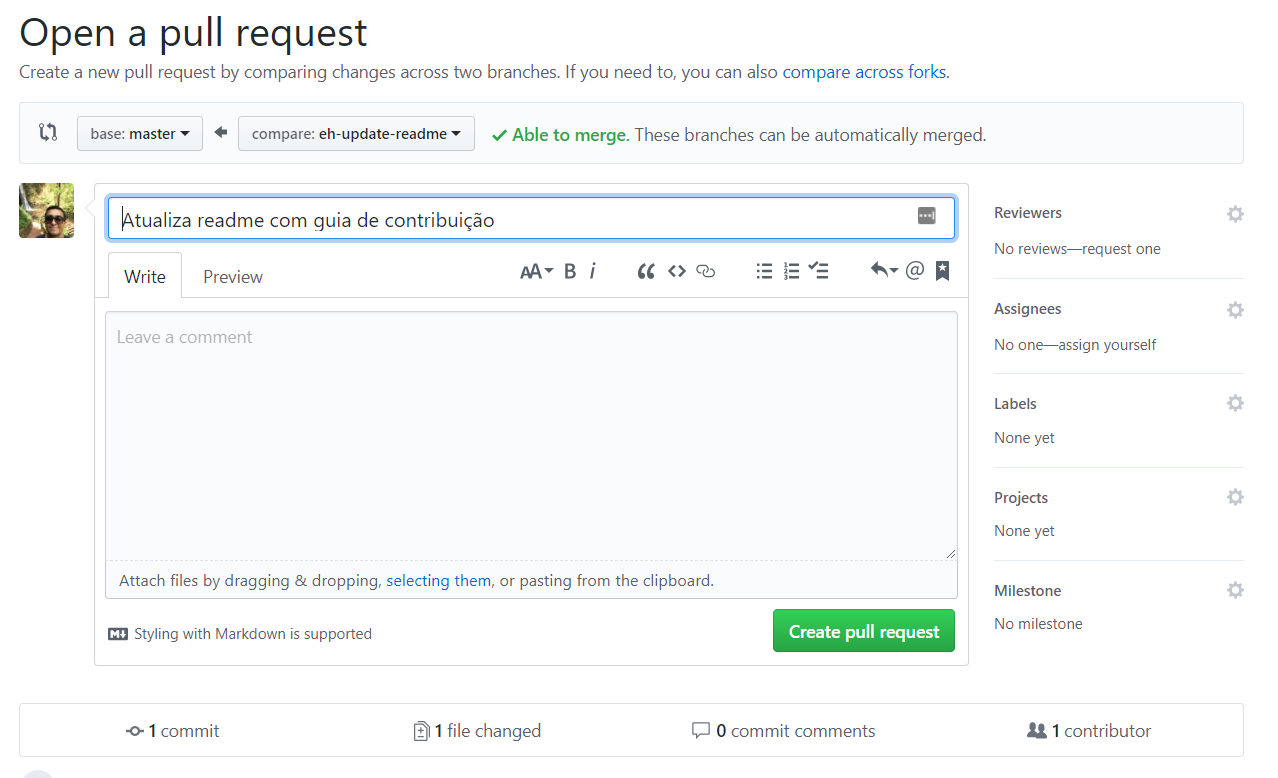 Open a pull request
Create a new pull request by comparing changes across two branches. If you need to, you can also compare across forks.
base: master compare: eh-update-readme Able to merge. These branches can be automatically merged.
Atualiza readme com guia de contribuição
Write Preview AA B i
Leave a comment
Attach files by dragging & dropping, selecting them, or pasting from the clipboard.
Styling with Markdown is supported
Create pull request
Reviewers
No reviews—request one
Assignees
No one—assign yourself
Labels
None yet
Projects
None yet
Milestone
No milestone
1 commit 1 file changed 0 commit comments 1 contributor